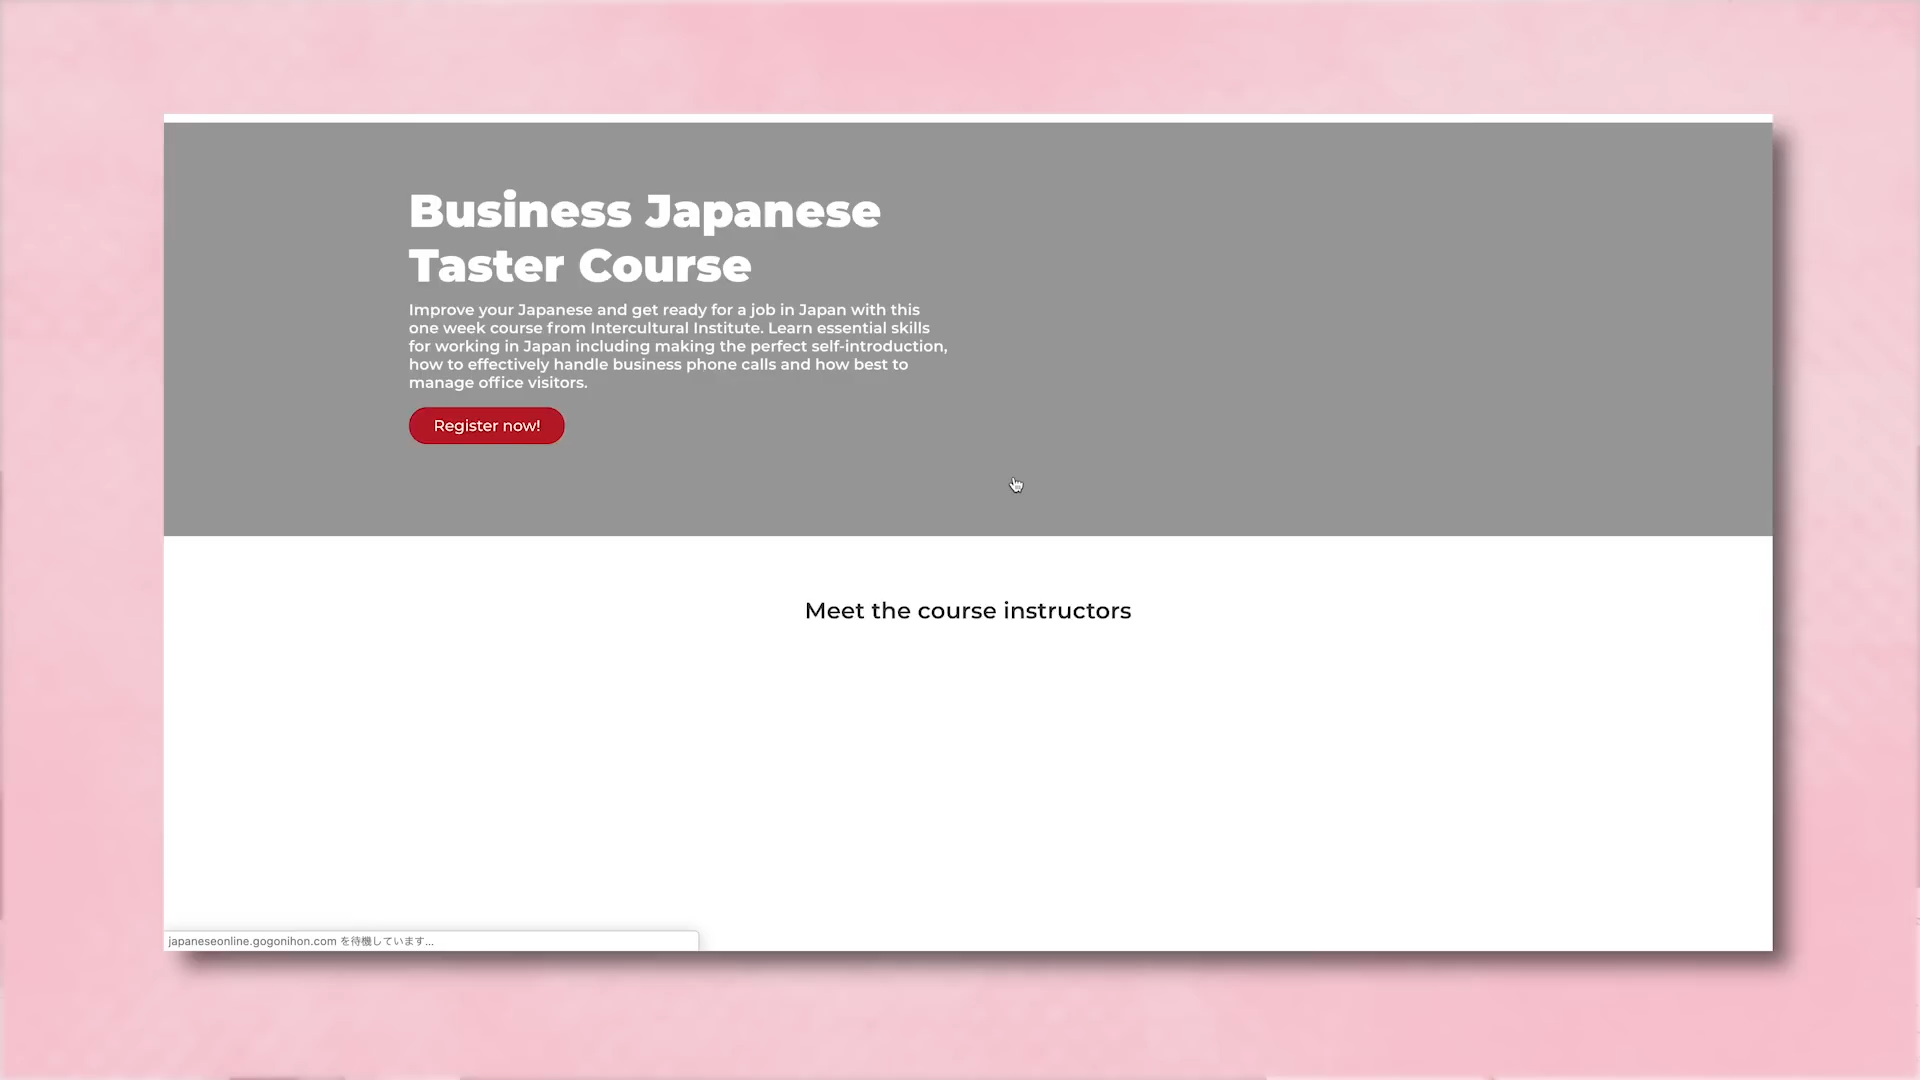 Business Japanese
Taster Course
Improve your Japanese and get ready for a job in Japan with this
one week course from Intercultural Institute. Learn essential skills
for working in Japan including making the perfect self-introduction,
how to effectively handle business phone calls and how best to
manage office visitors.
Register now!
Meet the course instructors
japaneseonline.gogonihon.com を待機しています...